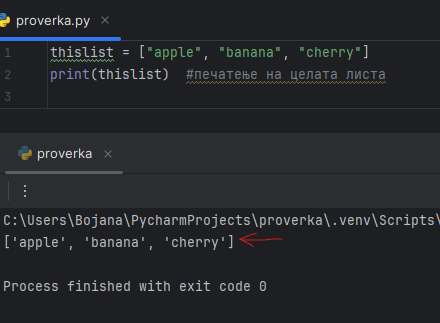 proverka.py
1 thislist = ["apple", "banana", "cherry"]
2 print(thislist)  #печатење на целата листа
3
proverka
C:\Users\Bojana\PycharmProjects\proverka\.venv\Scripts\
['apple', 'banana', 'cherry']
Process finished with exit code 0